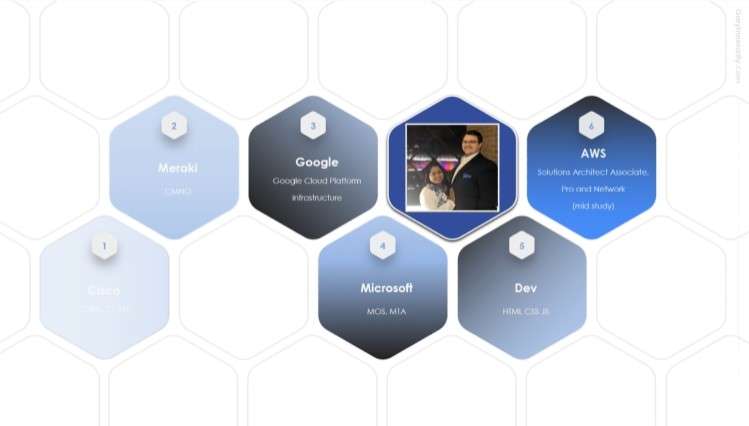 1
Cisco
2
Meraki
CMNO
3
Google
Google Cloud Platform
Infrastructure
4
Microsoft
MOS, MTA
5
Dev
HTML CSS JS
6
AWS
Solutions Architect Associate,
Pro and Network
(mid study)